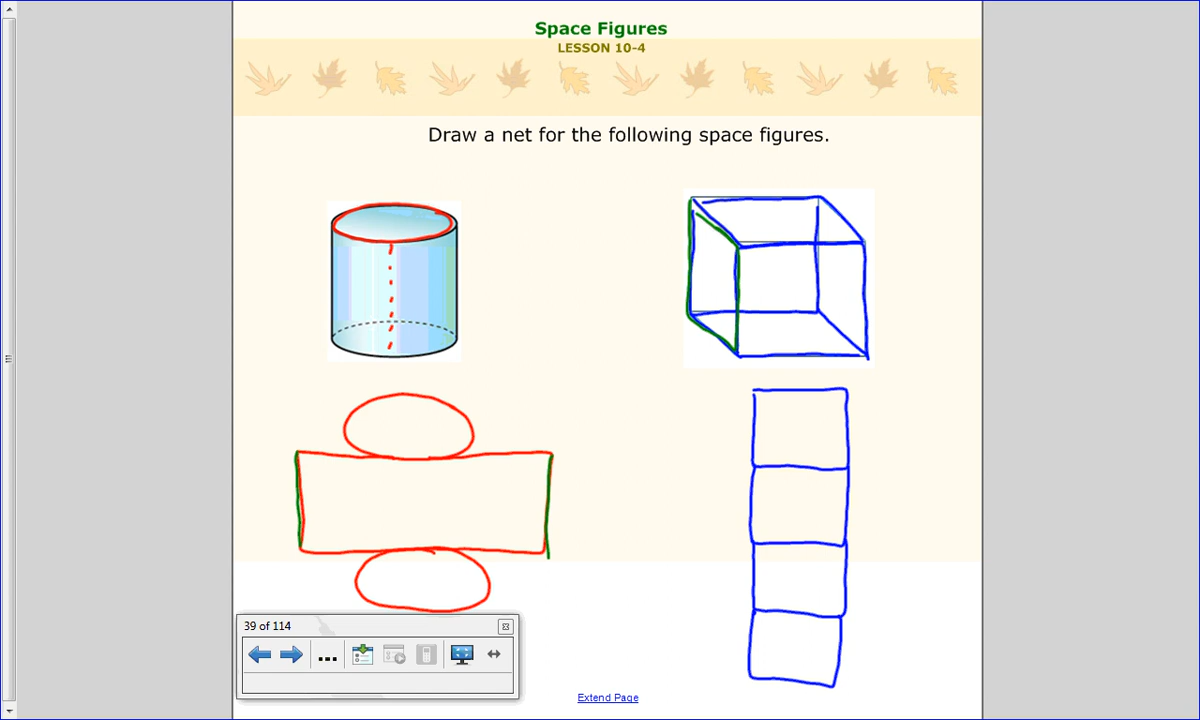 Space Figures
LESSON 10-4
Draw a net for the following space figures.
39 of 114
...
Extend Page